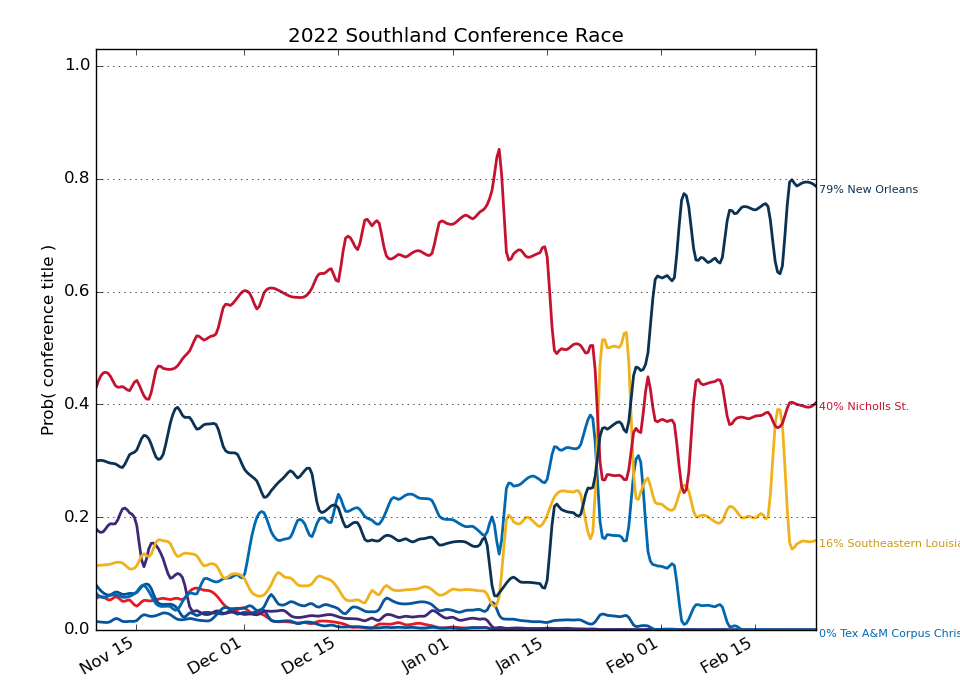 2022 Southland Conference Race
1.0
0.8
0.6
0.4
0.2
0.0
Prob( conference title )
79% New Orleans
40% Nicholls St.
16% Southeastern Louisia
0% Tex A&M Corpus Chris
Nov 15
Dec 01
Dec 15
Jan 01
Jan 15
Feb 01
Feb 15